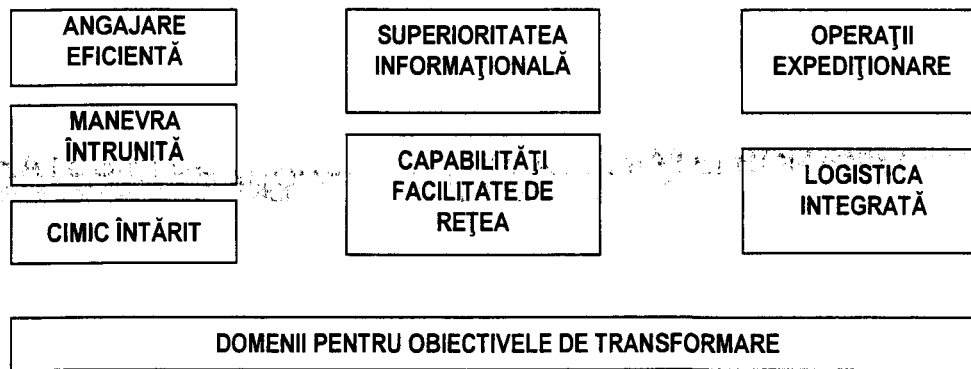 ANGAJARE
EFICIENTĂ
MANEVRA
ÎNTRUNITĂ
CIMIC ÎNTĂRIT
SUPERIORITATEA
INFORMAŢIONALĂ
CAPABILITĂŢI
FACILITATE DE
REŢEA
OPERAŢII
EXPEDIŢIONARE
LOGISTICA
INTEGRATĂ
DOMENII PENTRU OBIECTIVELE DE TRANSFORMARE